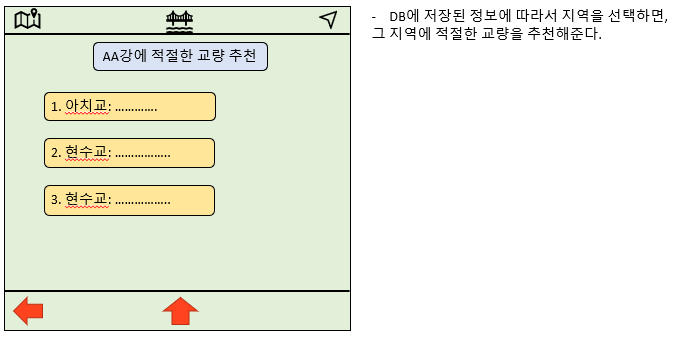 AA강에 적절한 교량 추천
1. 아치교: ………….
2. 현수교: ……………..
3. 현수교: ……………..
- DB에 저장된 정보에 따라서 지역을 선택하면,
그 지역에 적절한 교량을 추천해준다.